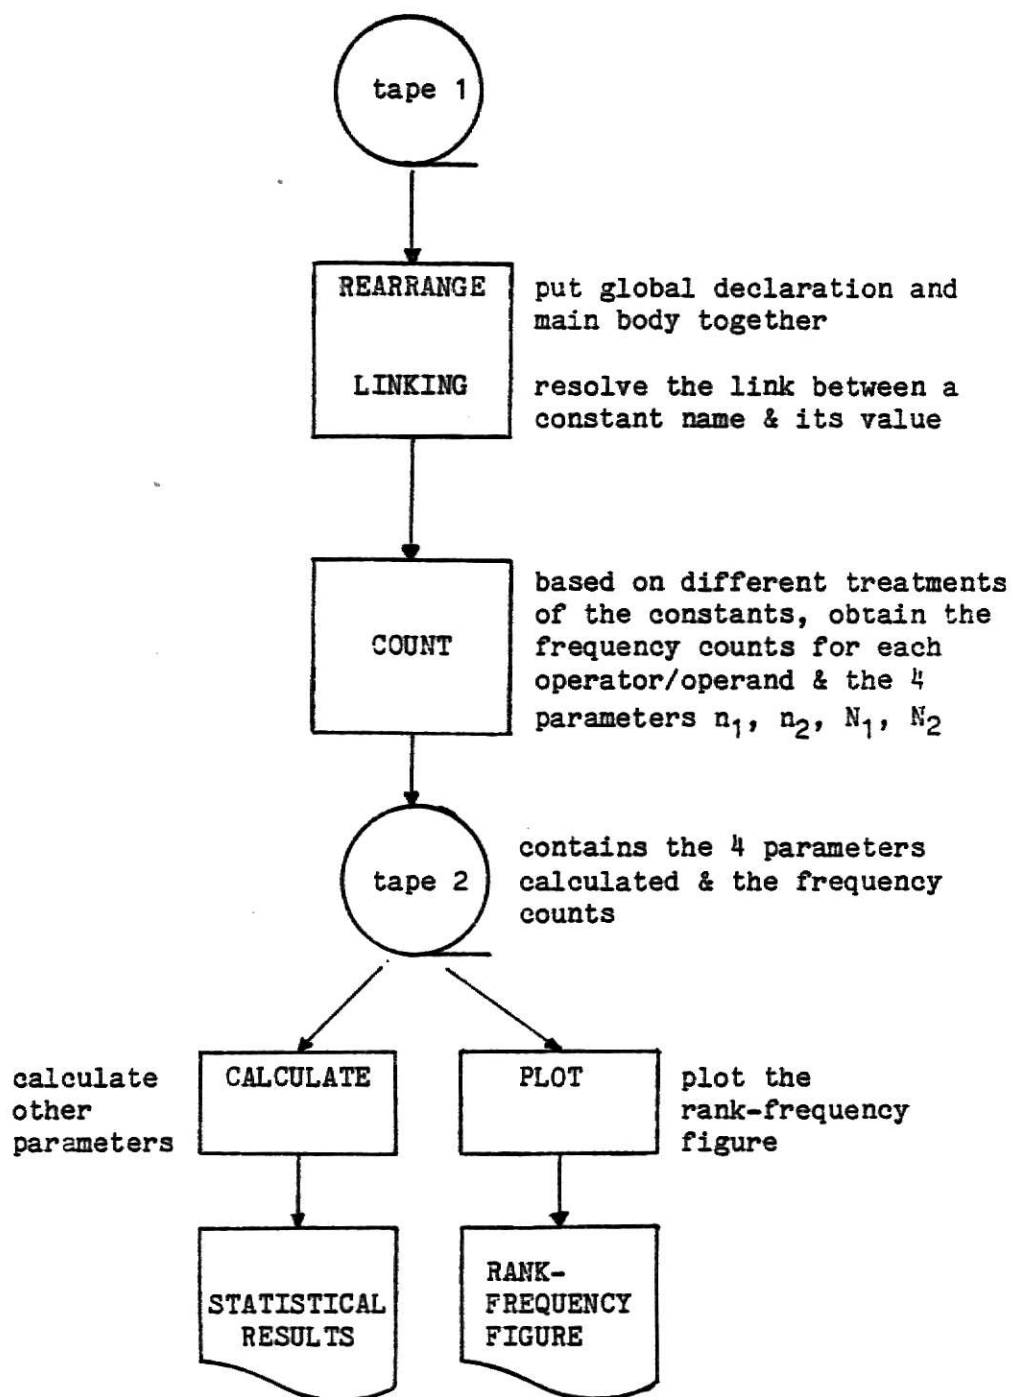 tape 1
REARRANGE
put global declaration and
main body together
LINKING
resolve the link between a
constant name & its value
COUNT
based on different treatments
of the constants, obtain the
frequency counts for each
operator/operand & the 4
parameters n₁, n₂, N₁, N₂
tape 2
contains the 4 parameters
calculated & the frequency
counts
calculate
other
parameters
CALCULATE
PLOT
plot the
rank-frequency
figure
STATISTICAL
RESULTS
RANK-
FREQUENCY
FIGURE